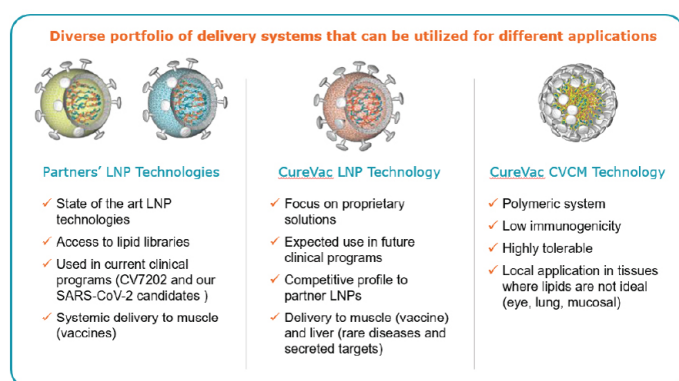 Diverse portfolio of delivery systems that can be utilized for different applications
Partners’ LNP Technologies
✓ State of the art LNP
technologies
✓ Access to lipid libraries
✓ Used in current clinical
programs (CV7202 and our
SARS-CoV-2 candidates )
✓ Systemic delivery to muscle
(vaccines)
CureVac LNP Technology
✓ Focus on proprietary
solutions
✓ Expected use in future
clinical programs
✓ Competitive profile to
partner LNPs
✓ Delivery to muscle (vaccine)
and liver (rare diseases and
secreted targets)
CureVac CVCM Technology
✓ Polymeric system
✓ Low immunogenicity
✓ Highly tolerable
✓ Local application in tissues
where lipids are not ideal
(eye, lung, mucosal)